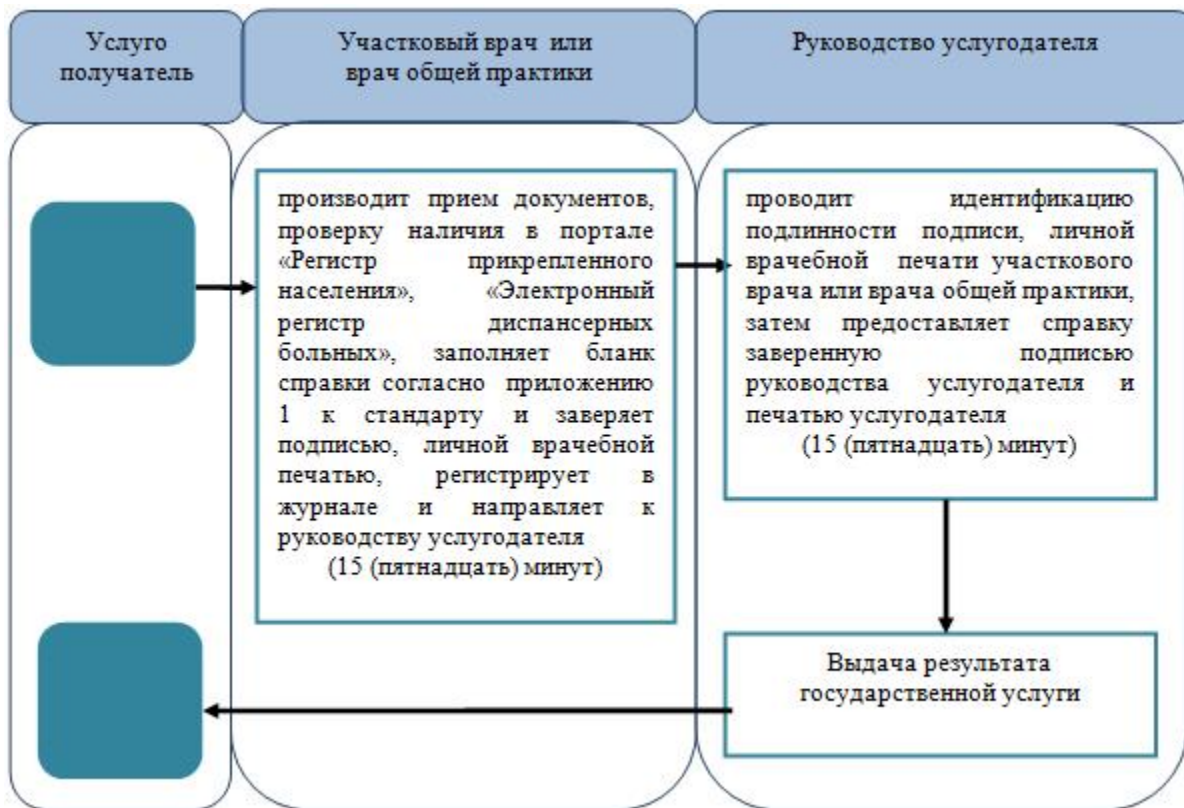 Услуго
получатель
Участковый врач или
врач общей практики
Руководство услугодателя
производит прием документов,
проверку наличия в портале
«Регистр прикрепленного
населения», «Электронный
регистр диспансерных
больных», заполняет бланк
справки согласно приложению
1 к стандарту и заверяет
подписью, личной врачебной
печатью, регистрирует в
журнале и направляет к
руководству услугодателя
(15 (пятнадцать) минут)
проводит идентификацию
подлинности подписи, личной
врачебной печати участкового
врача или врача общей практики,
затем предоставляет справку
заверенную подписью
руководства услугодателя и
печатью услугодателя
(15 (пятнадцать) минут)
Выдача результата
государственной услуги